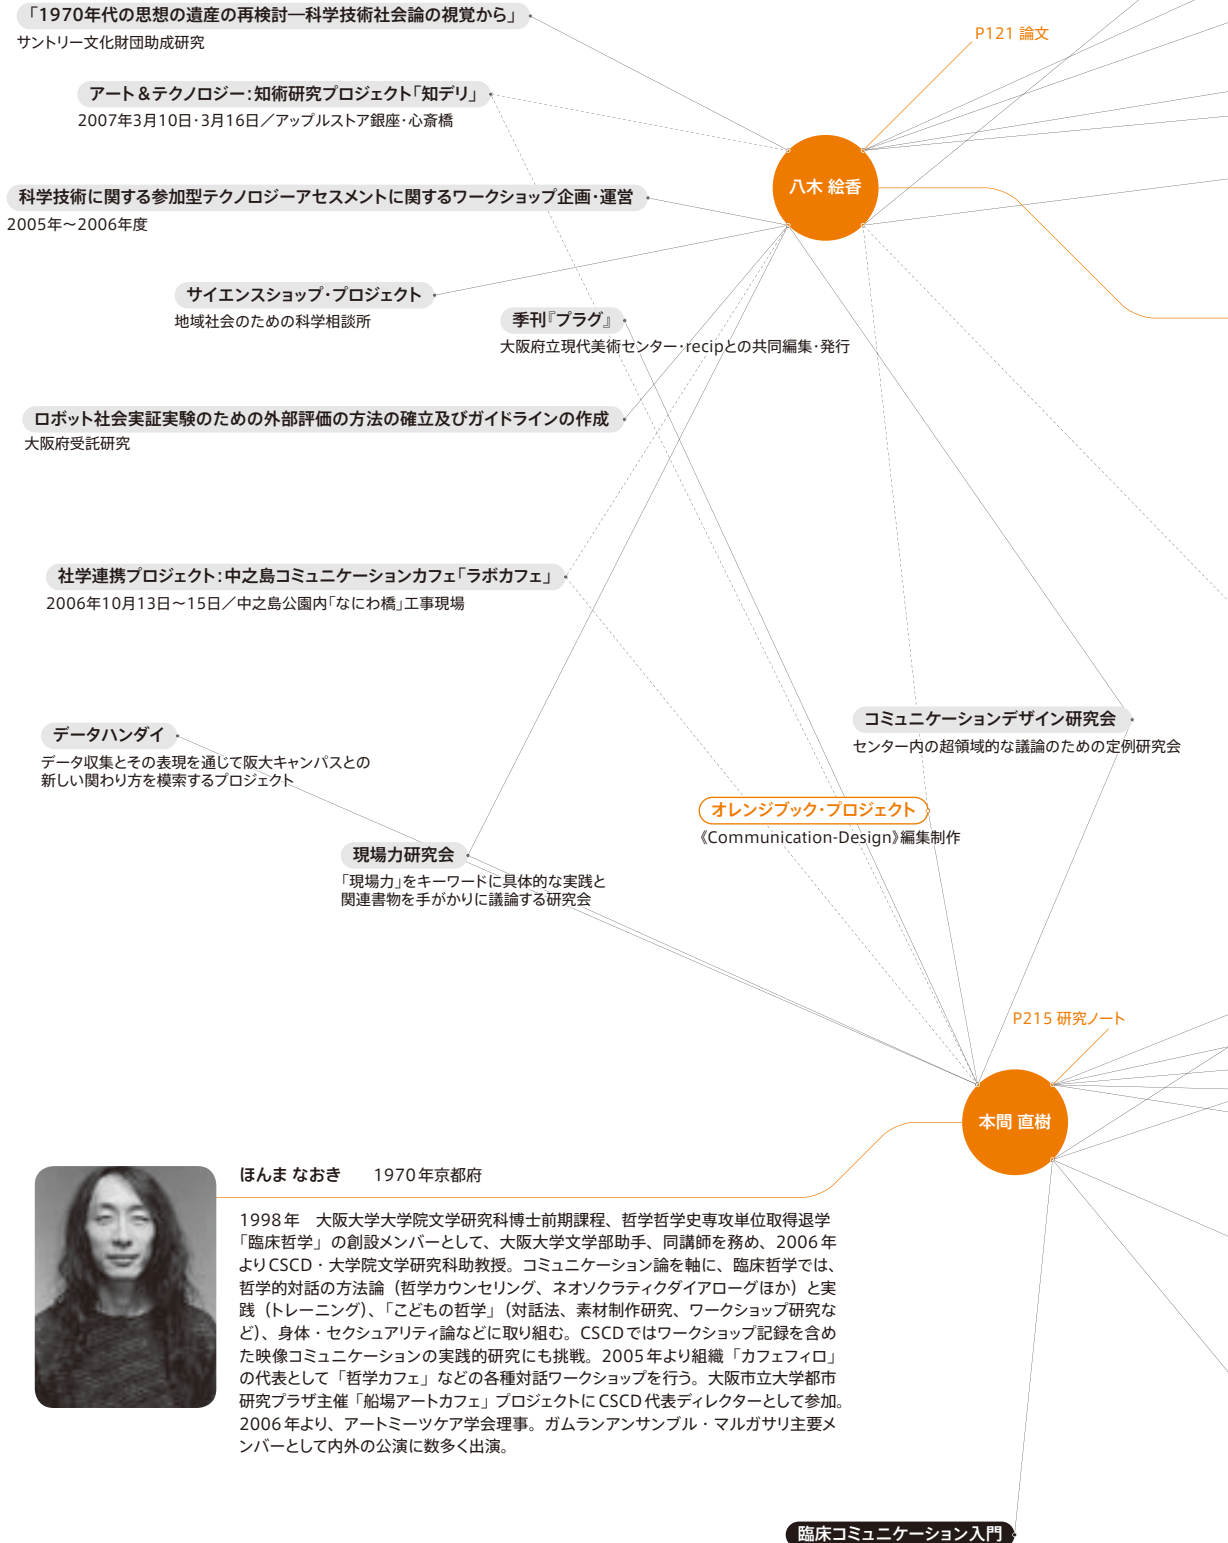 「1970年代の思想の遺産の再検討―科学技術社会論の視覚から」
サントリー文化財団助成研究
P121 論文
アート＆テクノロジー：知術研究プロジェクト「知デリ」
2007年3月10日・3月16日／アップルストア銀座・心斎橋
八木 絵香
科学技術に関する参加型テクノロジーアセスメントに関するワークショップ企画・運営
2005年～2006年度
サイエンスショップ・プロジェクト
地域社会のための科学相談所
季刊『プラグ』
大阪府立現代美術センター・recipとの共同編集・発行
ロボット社会実証実験のための外部評価の方法の確立及びガイドラインの作成
大阪府受託研究
社学連携プロジェクト：中之島コミュニケーションカフェ「ラボカフェ」
2006年10月13日～15日／中之島公園内「なにわ橋」工事現場
コミュニケーションデザイン研究会
センター内の超領域的な議論のための定例研究会
データハンダイ
データ収集とその表現を通じて阪大キャンパスとの
新しい関わり方を模索するプロジェクト
オレンジブック・プロジェクト
《Communication-Design》編集制作
現場力研究会
「現場力」をキーワードに具体的な実践と
関連書物を手がかりに議論する研究会
P215 研究ノート
本間 直樹
ほんま なおき　1970年京都府
1998年　大阪大学大学院文学研究科博士前期課程、哲学哲学史専攻単位取得退学
「臨床哲学」の創設メンバーとして、大阪大学文学部助手、同講師を務め、2006年
よりCSCD・大学院文学研究科助教授。コミュニケーション論を軸に、臨床哲学では、
哲学的対話の方法論（哲学カウンセリング、ネオソクラティクダイアローグほか）と実
践（トレーニング）、「こどもの哲学」（対話法、素材制作研究、ワークショップ研究な
ど）、身体・セクシュアリティ論などに取り組む。CSCDではワークショップ記録を含め
た映像コミュニケーションの実践的研究にも挑戦。2005年より組織「カフェフィロ」
の代表として「哲学カフェ」などの各種対話ワークショップを行う。大阪市立大学都市
研究プラザ主催「船場アートカフェ」プロジェクトにCSCD代表ディレクターとして参加。
2006年より、アートミーツケア学会理事。ガムランアンサンブル・マルガサリ主要メ
ンバーとして内外の公演に数多く出演。
臨床コミュニケーション入門